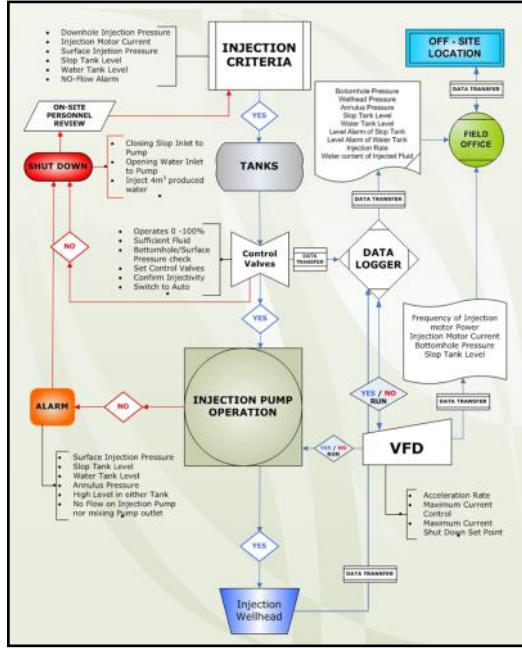 Downhole Injection Pressure
Injection Motor Current
Surface Injetion Pressure
Slop Tank Level
Water Tank Level
NO-Flow Alarm
INJECTION
CRITERIA
OFF - SITE
LOCATION
DATA TRANSFER
ON-SITE
PERSONNEL
REVIEW
YES
Bottomhole Pressure
Wellhead Pressure
Annulus Pressure
Slop Tank Level
Water Tank Level
Level Alarm of Slop Tank
Level Alarm of Water Tank
Injection Rate
Water content of Injected Fluid
FIELD
OFFICE
SHUT DOWN
Closing Slop Inlet to
Pump
Opening Water Inlet
to Pump
Inject 4m³ produced
water
TANKS
DATA TRANSFER
DATA TRANSFER
NO
Operates 0 -100%
Sufficient Fluid
Bottomhole/Surface
Pressure check
Set Control Valves
Confirm Injectivity
Switch to Auto
Control
Valves
DATA
TRANSFER
DATA
LOGGER
YES
Frequency of Injection
motor Power
Injection Motor Current
Bottomhole Pressure
Slop Tank Level
ALARM
NO
INJECTION PUMP
OPERATION
YES / NO
RUN
DATA TRANSFER
YES / NO
RUN
VFD
Surface Injection Pressure
Slop Tank Level
Water Tank Level
Annulus Pressure
High Level in either Tank
No Flow on Injection Pump
nor mixing Pump outlet
Acceleration Rate
Maximum Current
Control
Maximum Current
Shut Down Set Point
YES
DATA TRANSFER
Injection
Wellhead